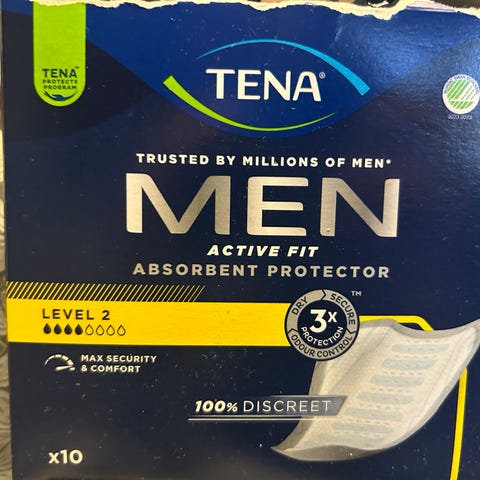 TENA™
PROTECTS
PROGRAM
TENA®
TRUSTED BY MILLIONS OF MEN*
MEN
ACTIVE FIT
ABSORBENT PROTECTOR
LEVEL 2
DRY SECURE
3x
PROTECTION
ODOUR CONTROL
™
MAX SECURITY
& COMFORT
100% DISCREET
x10